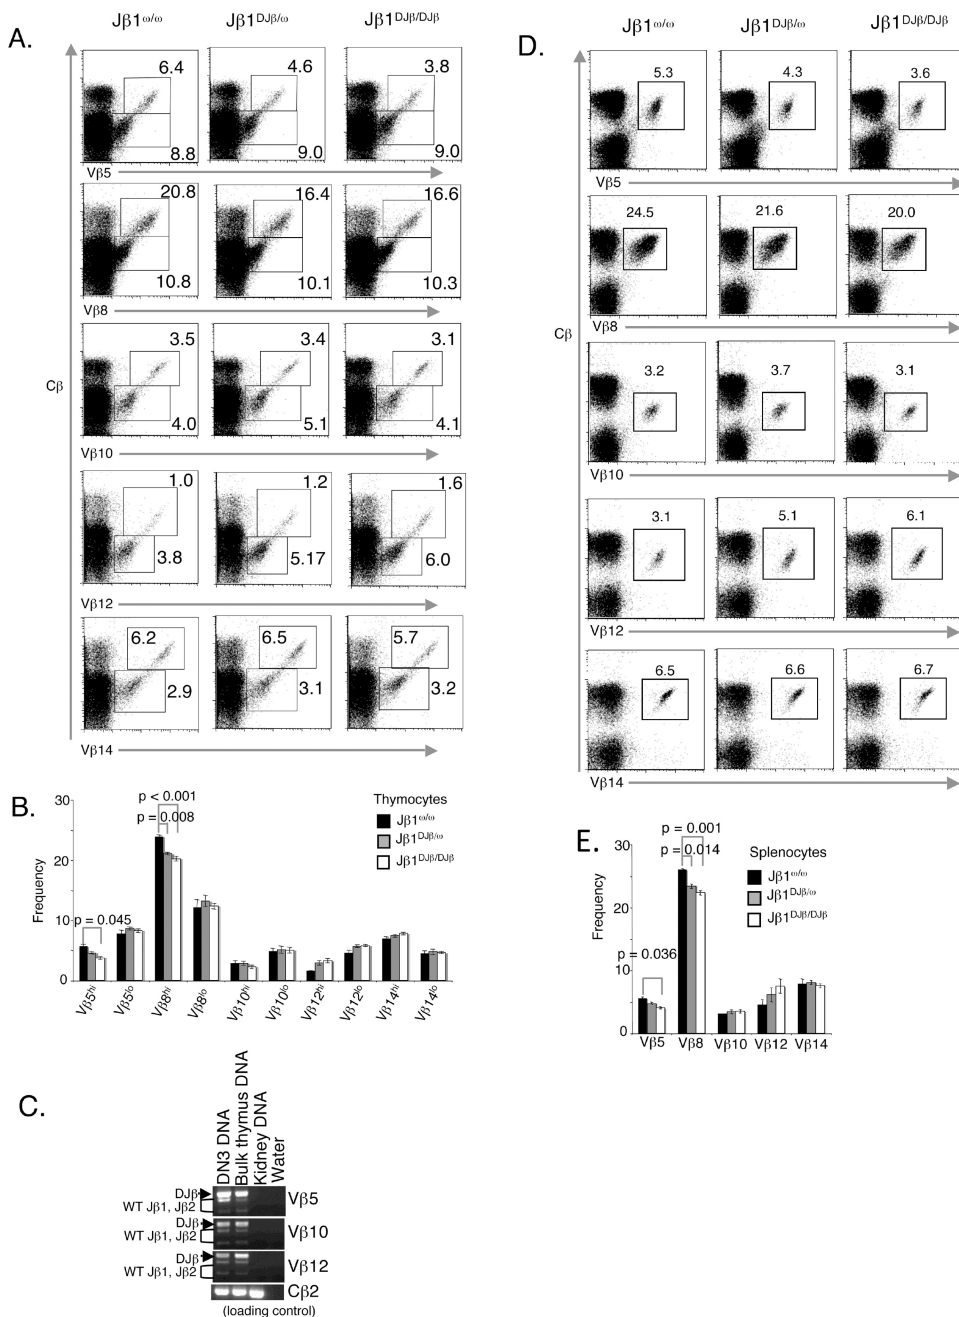 A.
Jβ1ω/ω Jβ1DJβ/ω Jβ1DJβ/DJβ
6.4 4.6 3.8
8.8 9.0 9.0
Vβ5
20.8 16.4 16.6
10.8 10.1 10.3
Vβ8
3.5 3.4 3.1
Cβ
4.0 5.1 4.1
Vβ10
1.0 1.2 1.6
3.8 5.17 6.0
Vβ12
6.2 6.5 5.7
2.9 3.1 3.2
Vβ14
B.
Frequency
30
20
10
0
p < 0.001
p = 0.008
p = 0.045
Thymocytes
Jβ1ω/ω
Jβ1DJβ/ω
Jβ1DJβ/DJβ
Vβ5hi Vβ5lo Vβ8hi Vβ8lo Vβ10hi Vβ10lo Vβ12hi Vβ12lo Vβ14hi Vβ14lo
C.
DN3 DNA
Bulk thymus DNA
Kidney DNA
Water
DJβ
WT Jβ1, Jβ2
Vβ5
DJβ
WT Jβ1, Jβ2
Vβ10
DJβ
WT Jβ1, Jβ2
Vβ12
Cβ2
(loading control)
D.
Jβ1ω/ω Jβ1DJβ/ω Jβ1DJβ/DJβ
5.3 4.3 3.6
Vβ5
24.5 21.6 20.0
Cβ
Vβ8
3.2 3.7 3.1
Vβ10
3.1 5.1 6.1
Vβ12
6.5 6.6 6.7
Vβ14
E.
Frequency
30
20
10
0
p = 0.001
p = 0.014
p = 0.036
Splenocytes
Jβ1ω/ω
Jβ1DJβ/ω
Jβ1DJβ/DJβ
Vβ5 Vβ8 Vβ10 Vβ12 Vβ14